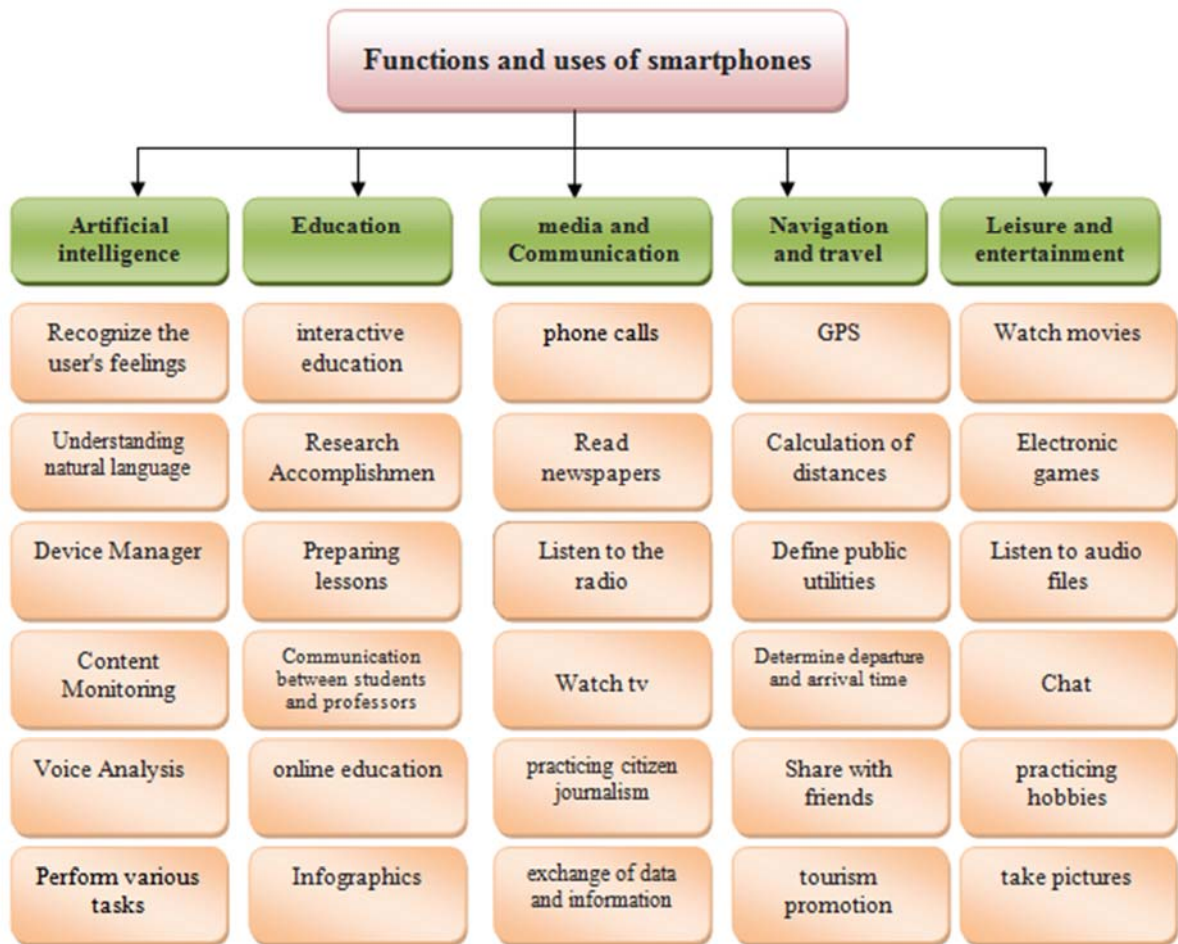 Functions and uses of smartphones
Artificial
intelligence
Education
media and
Communication
Navigation
and travel
Leisure and
entertainment
Recognize the
user's feelings
interactive
education
phone calls
GPS
Watch movies
Understanding
natural language
Research
Accomplishmen
Read
newspapers
Calculation of
distances
Electronic
games
Device Manager
Preparing
lessons
Listen to the
radio
Define public
utilities
Listen to audio
files
Content
Monitoring
Communication
between students
and professors
Watch tv
Determine departure
and arrival time
Chat
Voice Analysis
online education
practicing citizen
journalism
Share with
friends
practicing
hobbies
Perform various
tasks
Infographics
exchange of data
and information
tourism
promotion
take pictures